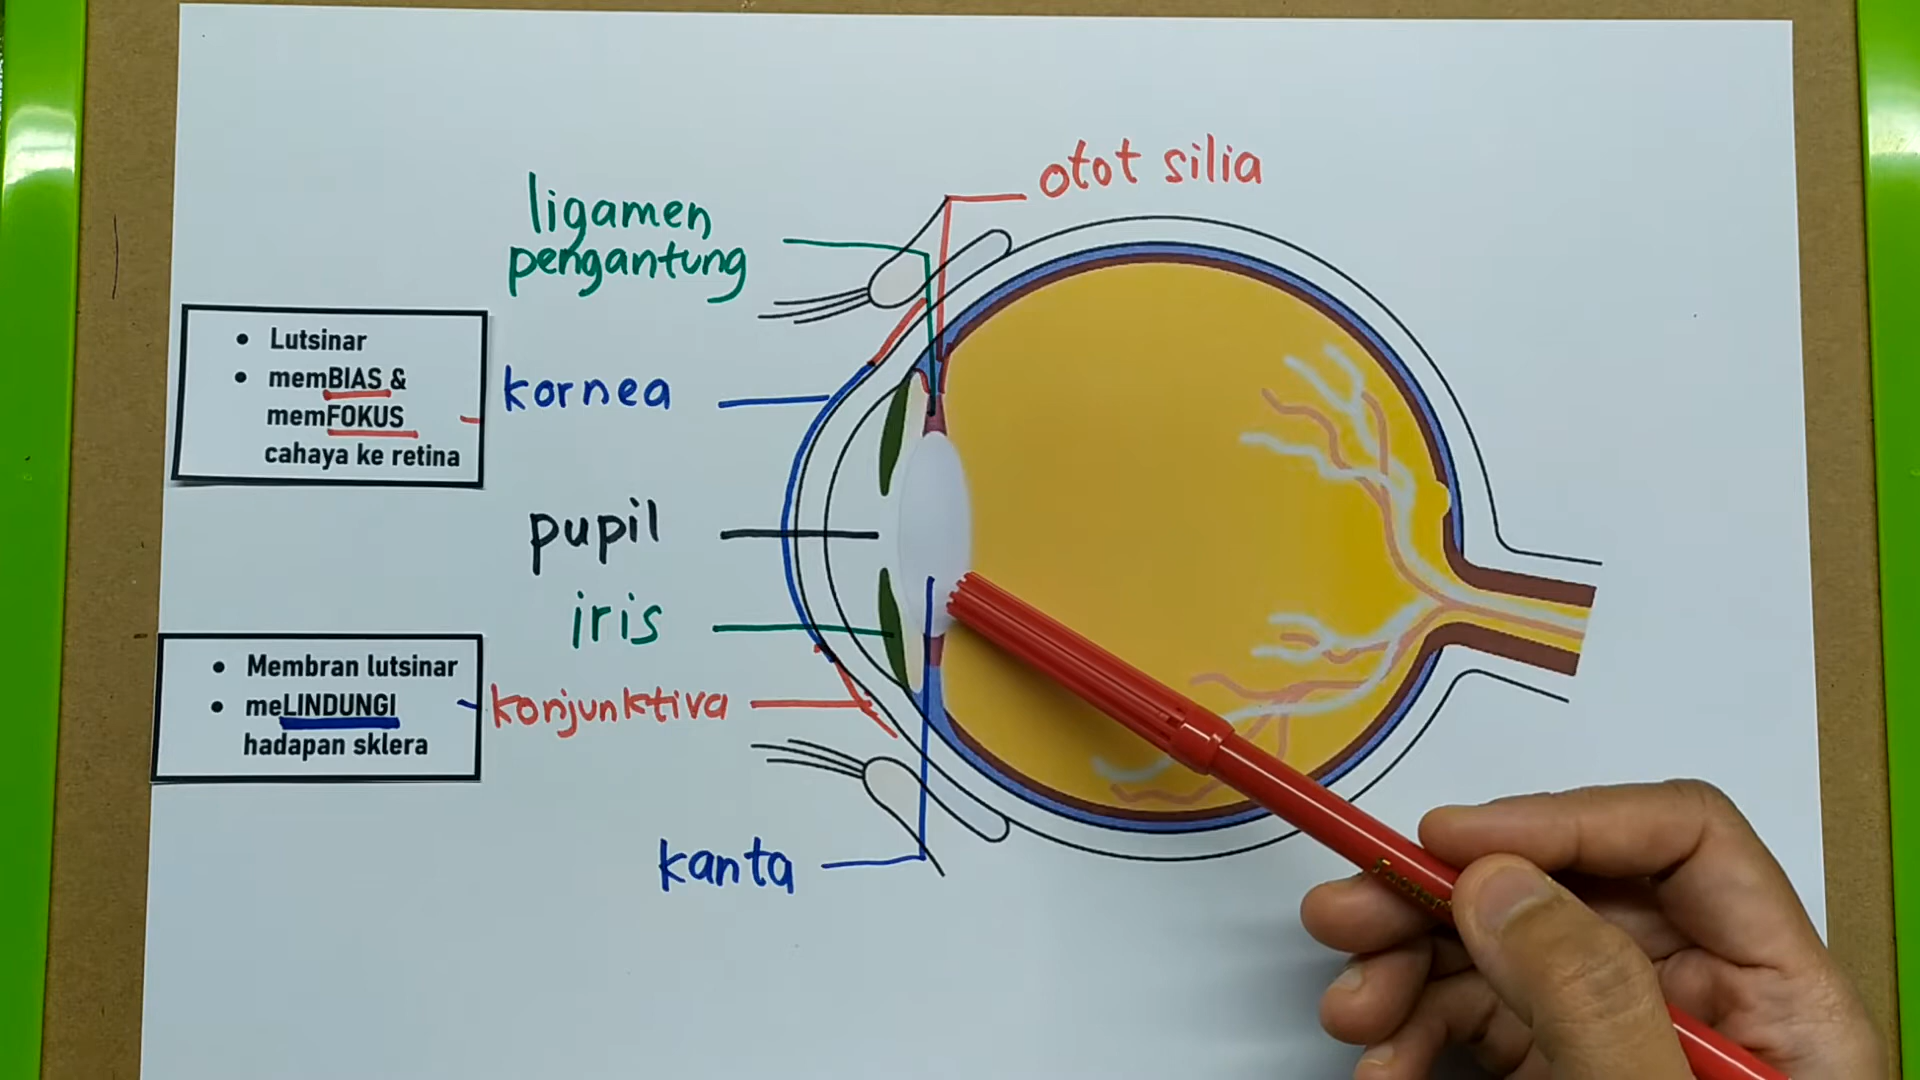 otot silia
ligamen
pengantung
• Lutsinar
• memBIAS &
memFOKUS
cahaya ke retina
kornea
pupil
iris
• Membran lutsinar
• meLINDUNGI
hadapan sklera
konjunktiva
kanta